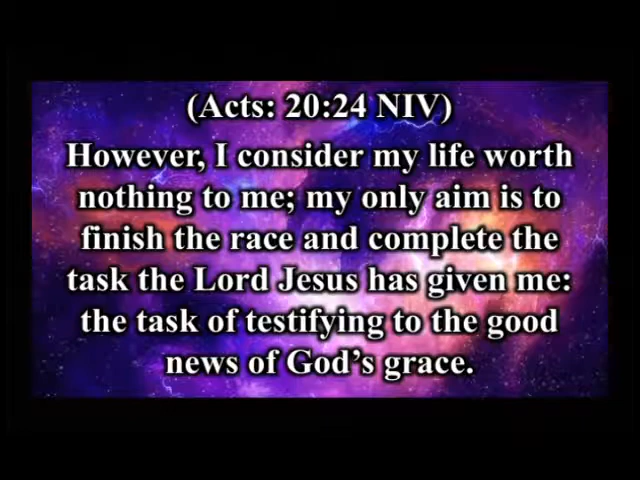 (Acts: 20:24 NIV)
However, I consider my life worth
nothing to me; my only aim is to
finish the race and complete the
task the Lord Jesus has given me:
the task of testifying to the good
news of God’s grace.